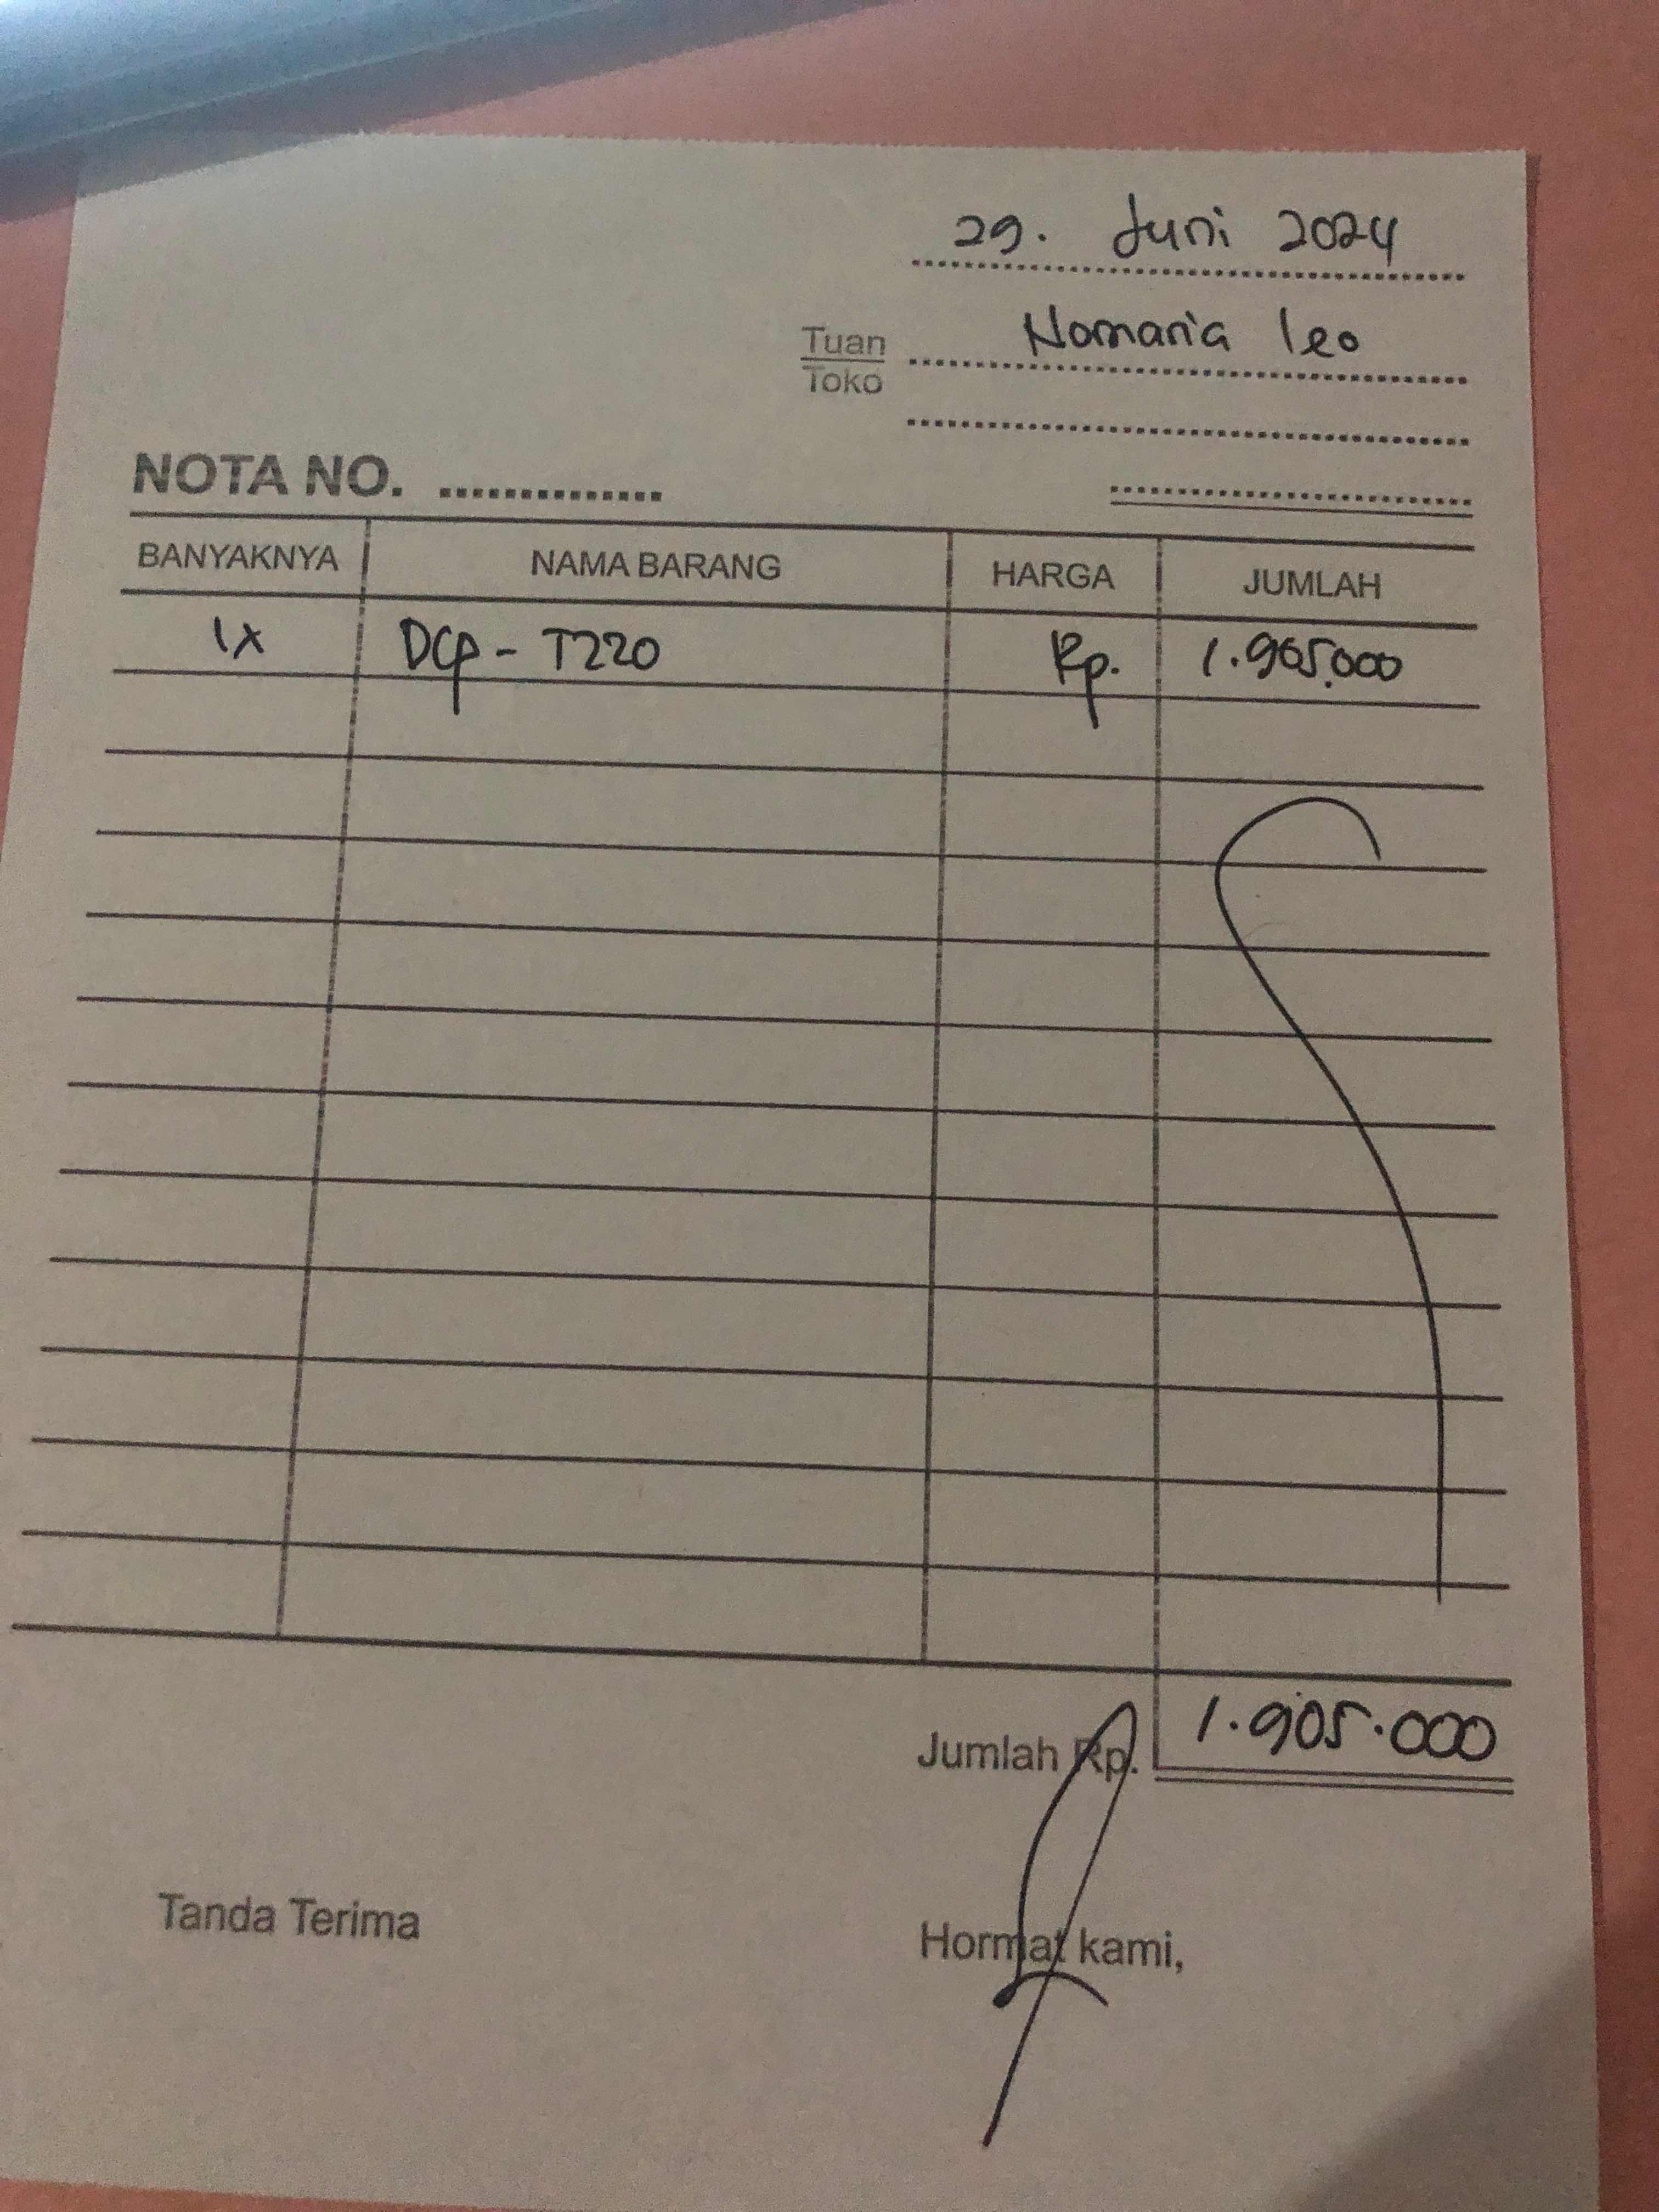 29. Juni 2024
Tuan Nomaria leo
Toko
NOTA NO. ..............
BANYAKNYA NAMA BARANG HARGA JUMLAH
1x DCP - T220 Rp. 1.905.000
Jumlah Rp. 1.905.000
Tanda Terima Hormat kami,